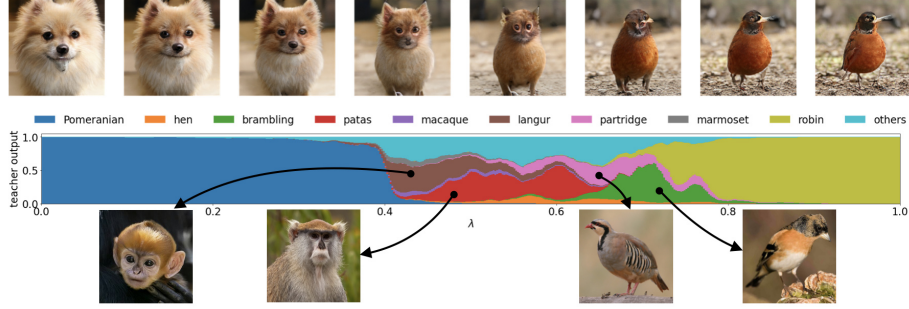 Pomeranian hen brambling patas macaque langur partridge marmoset robin others
teacher output
1.0
0.5
0.0
0.0 0.2 0.4 0.6 0.8 1.0
λ